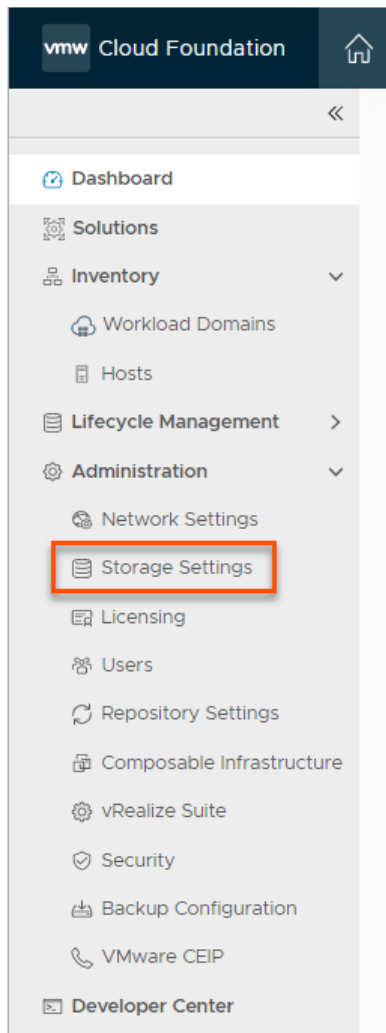 vmw Cloud Foundation
Dashboard
Solutions
Inventory
Workload Domains
Hosts
Lifecycle Management
Administration
Network Settings
Storage Settings
Licensing
Users
Repository Settings
Composable Infrastructure
vRealize Suite
Security
Backup Configuration
VMware CEIP
Developer Center